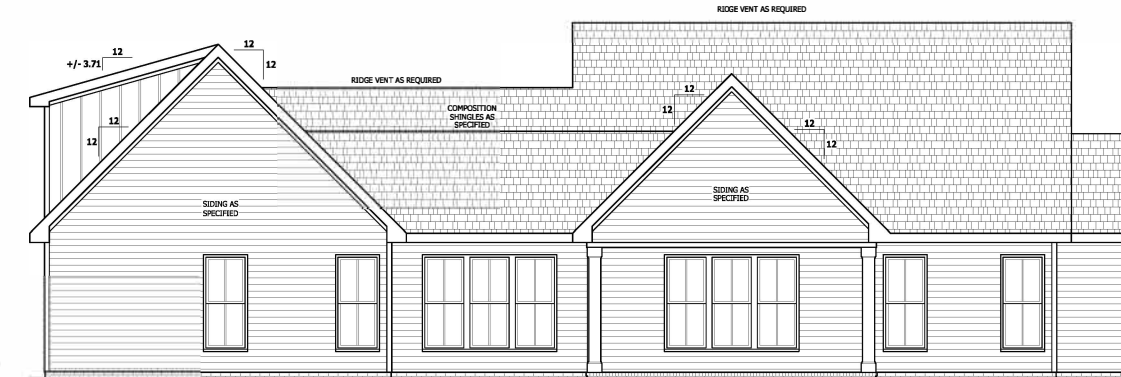 RIDGE VENT AS REQUIRED
12
12
+/- 3.71
12
RIDGE VENT AS REQUIRED
12
12
COMPOSITION
SHINGLES AS
SPECIFIED
12
12
12
12
SIDING AS
SPECIFIED
SIDING AS
SPECIFIED